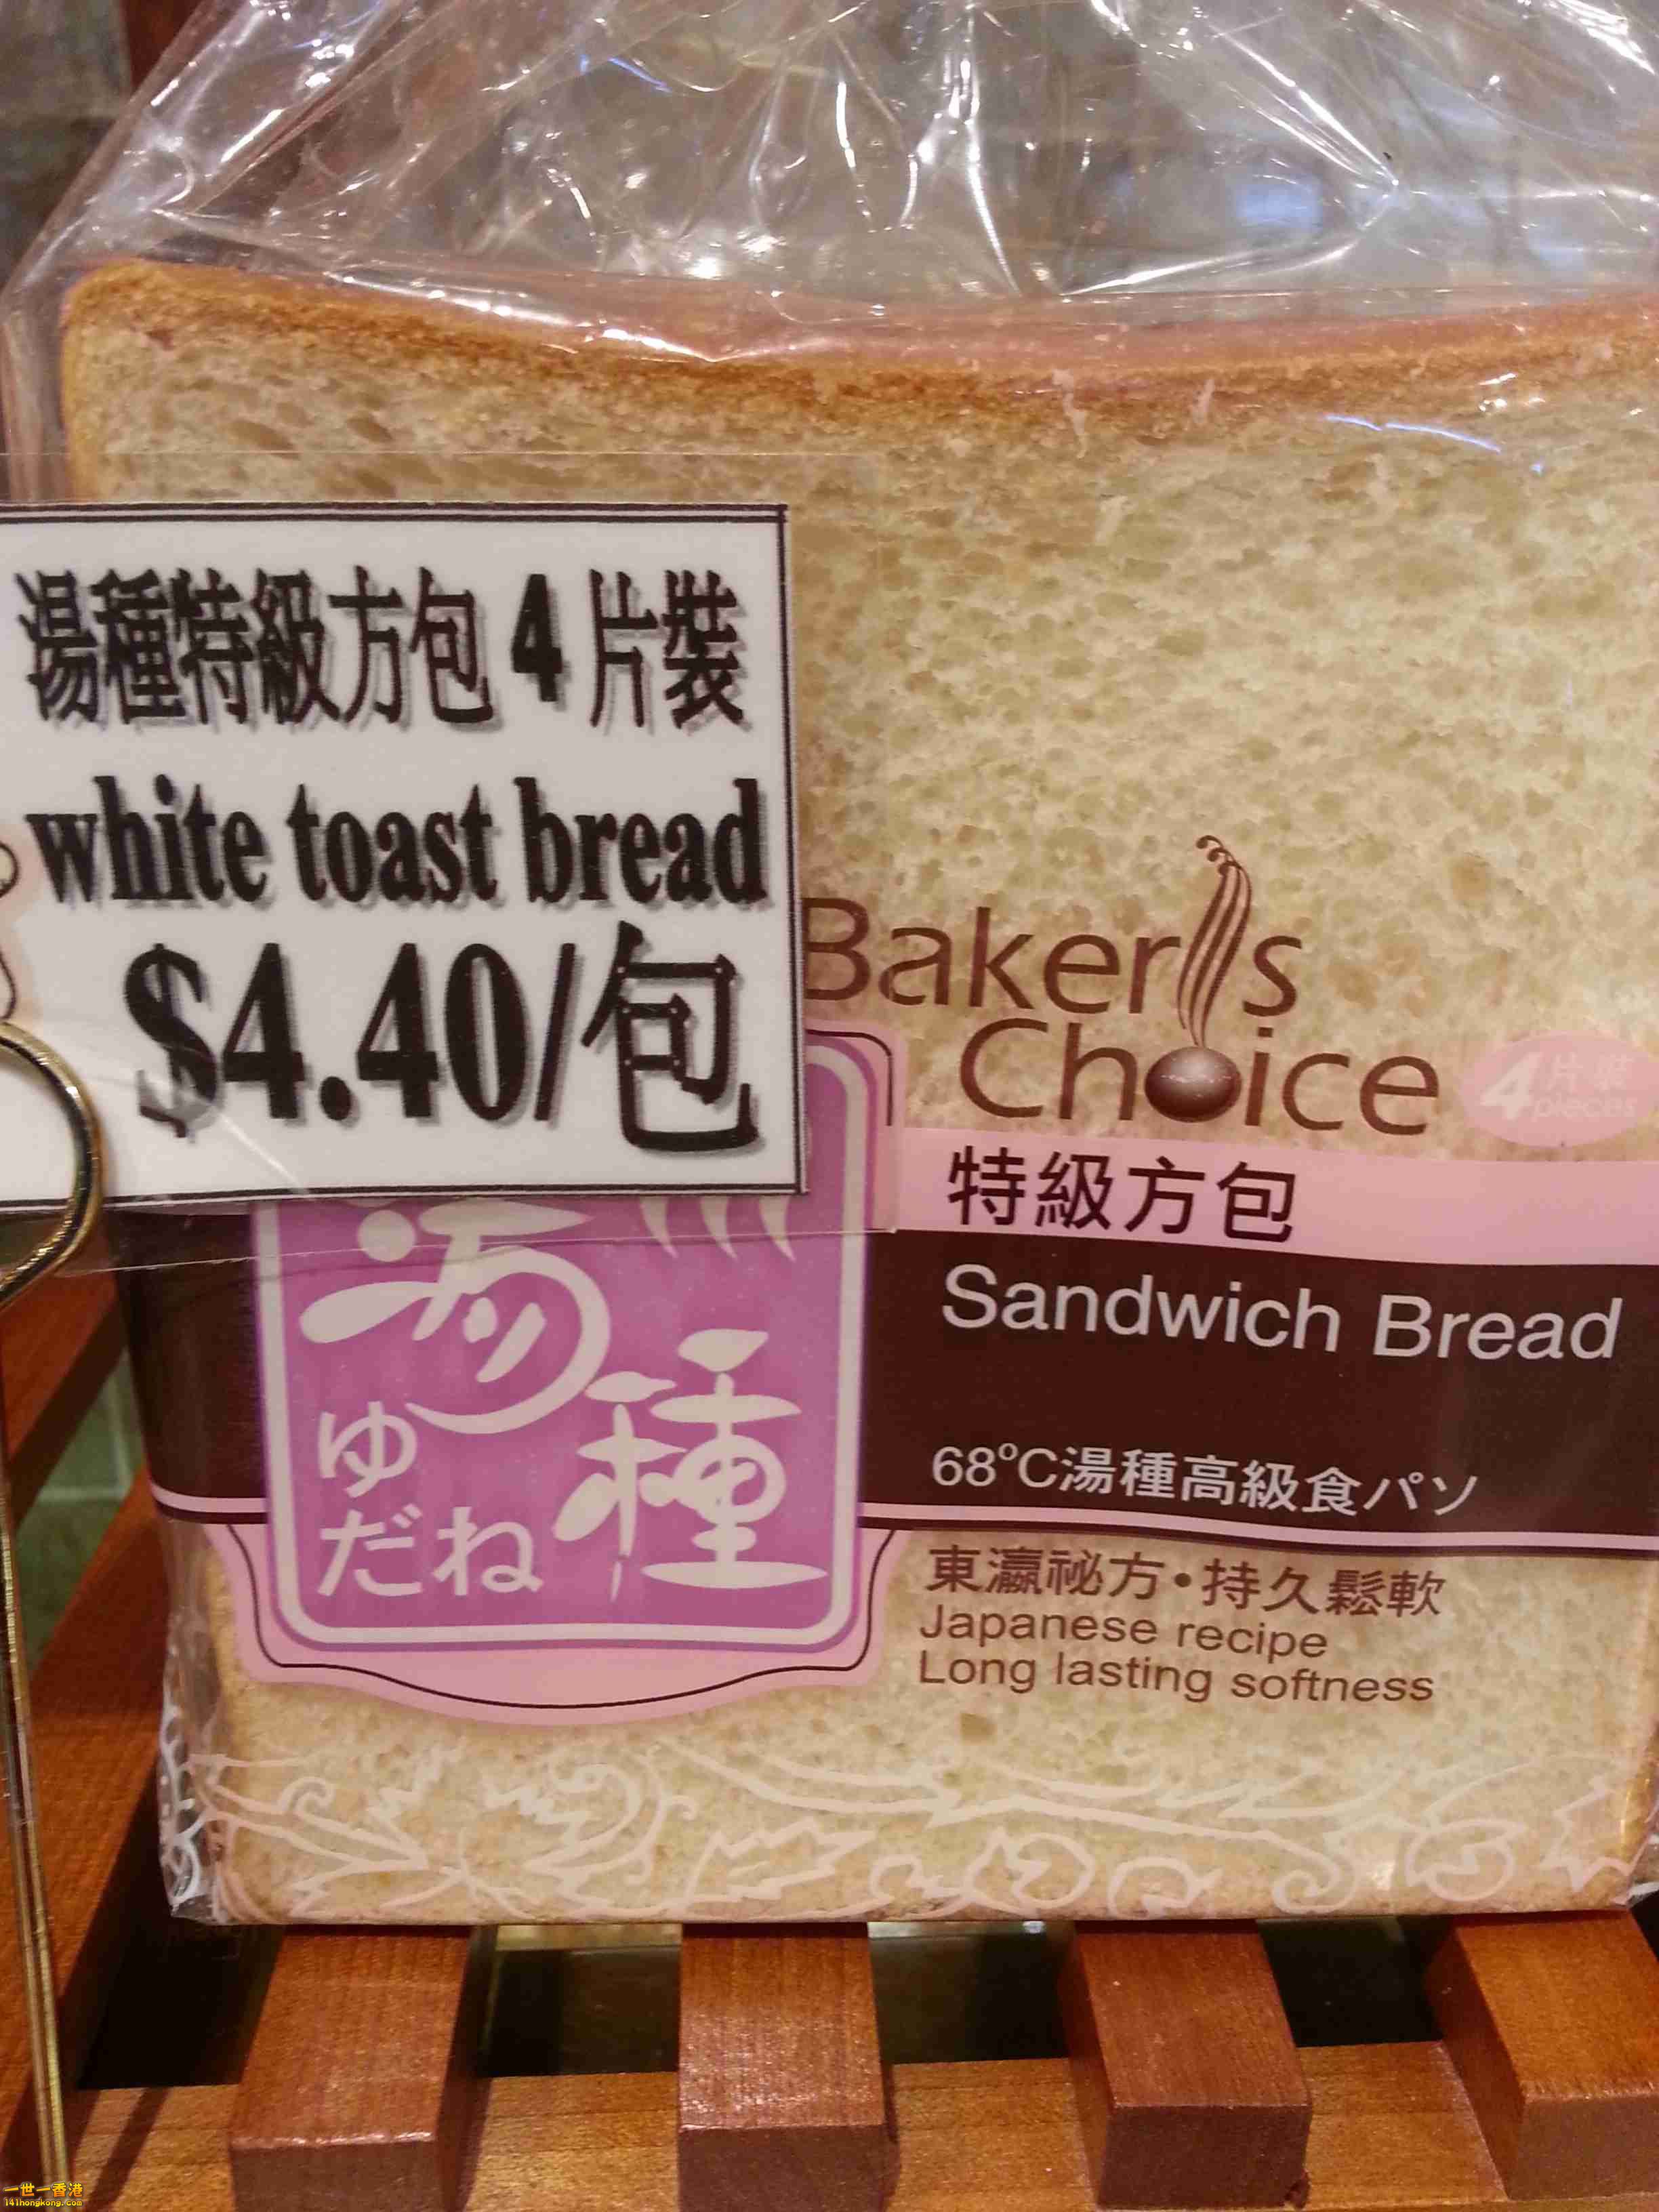 湯種特級方包 4 片裝
white toast bread
$4.40/包
Baker's
Choice
4片裝
pieces
特級方包
Sandwich Bread
湯種
ゆだね
68°C湯種高級食パソ
東瀛祕方•持久鬆軟
Japanese recipe
Long lasting softness
一世一香港
141hongkong.com